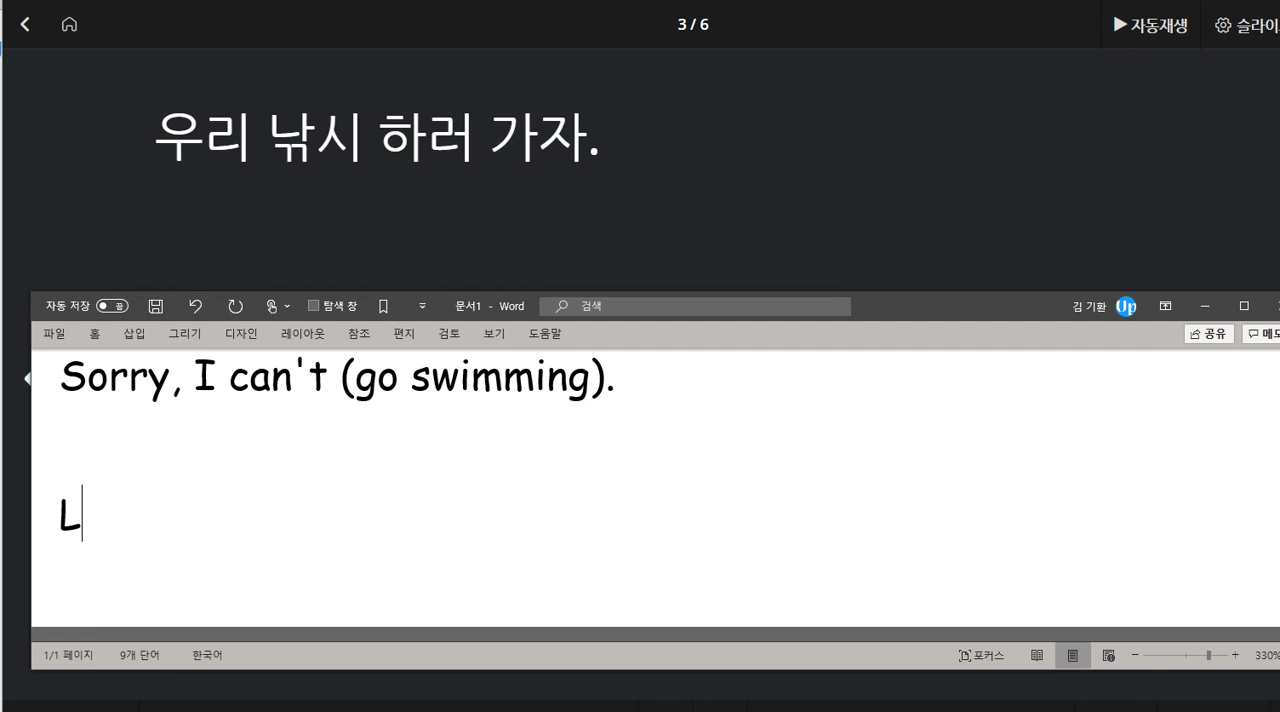 3 / 6
▶ 자동재생
슬라이
우리 낚시 하러 가자.
자동 저장 끔
탐색 창
문서1 - Word
검색
김 기환
Up
파일 홈 삽입 그리기 디자인 레이아웃 참조 편지 검토 보기 도움말
공유
메모
Sorry, I can't (go swimming).
L
1/1 페이지 9개 단어 한국어
포커스
330%